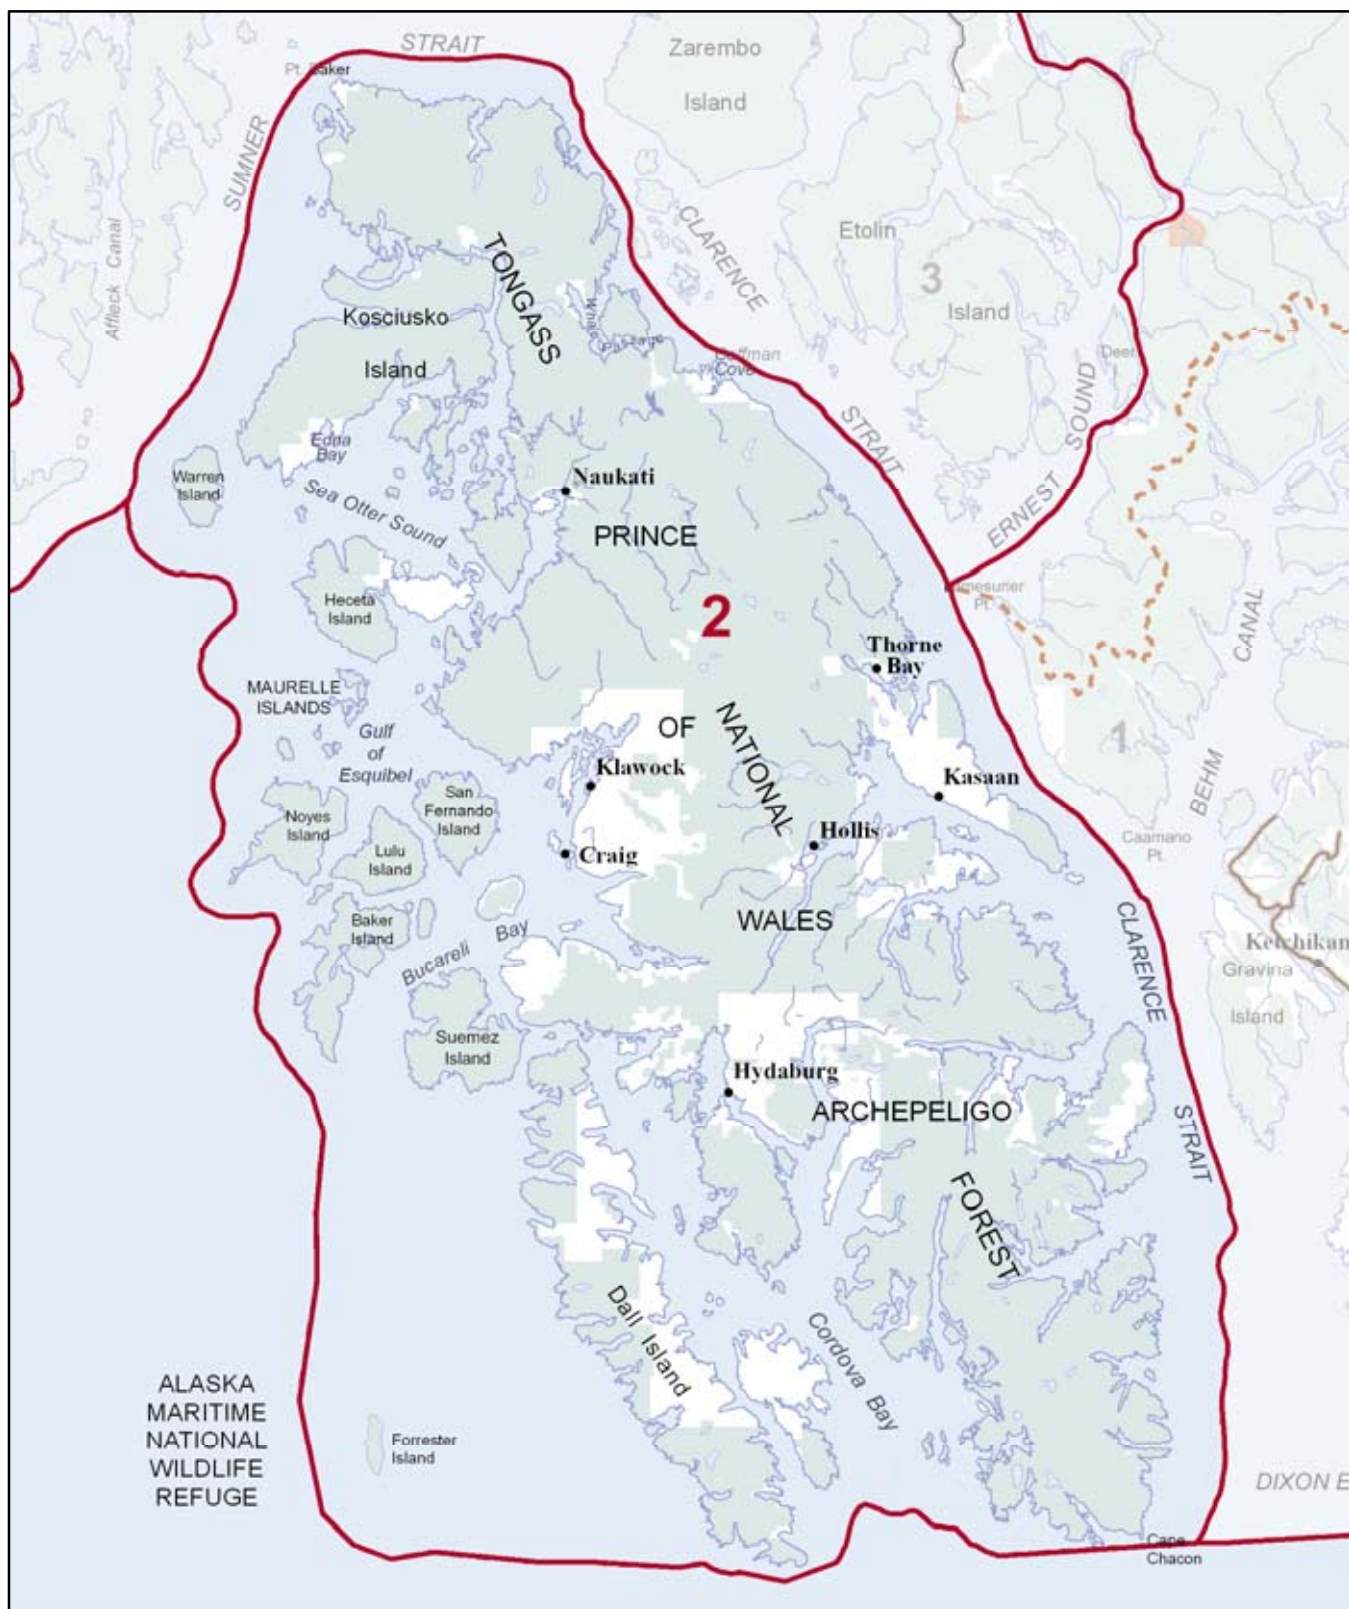 STRAIT
Pt. Baker
Zarembo
Island
SUMNER
Affleck Canal
CLARENCE
Etolin
3
Island
TONGASS
Whale
Passage
Kosciusko
Island
Coffman
Cove
Deer
I.
STRAIT
SOUND
ERNEST
Edna
Bay
Warren
Island
Sea Otter Sound
Naukati
PRINCE
2
Lemesurier
Pt.
CANAL
Heceta
Island
Thorne
Bay
MAURELLE
ISLANDS
Gulf
of
Esquibel
OF
NATIONAL
1
BEHM
Klawock
Kasaan
San
Fernando
Island
Noyes
Island
Lulu
Island
Craig
Hollis
Caamano
Pt.
Baker
Island
Bucareli Bay
WALES
CLARENCE
Ketchikan
Gravina
Island
Suemez
Island
Hydaburg
ARCHEPELIGO
STRAIT
FOREST
Dall Island
Cordova Bay
ALASKA
MARITIME
NATIONAL
WILDLIFE
REFUGE
Forrester
Island
DIXON E
Cape
Chacon